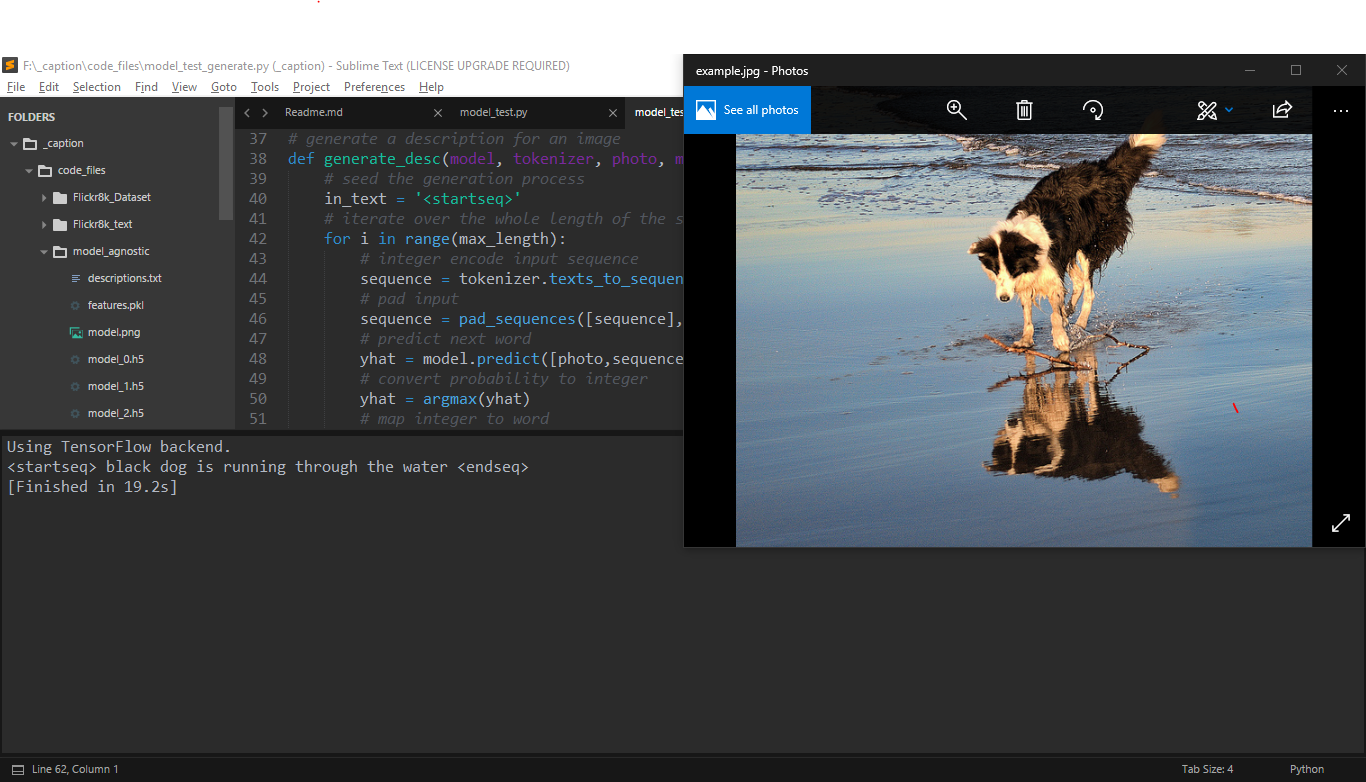 F:\_caption\code_files\model_test_generate.py (_caption) - Sublime Text (LICENSE UPGRADE REQUIRED)
File Edit Selection Find View Goto Tools Project Preferences Help
FOLDERS
_caption
code_files
Flickr8k_Dataset
Flickr8k_text
model_agnostic
descriptions.txt
features.pkl
model.png
model_0.h5
model_1.h5
model_2.h5
Readme.md model_test.py model_tes
37 # generate a description for an image
38 def generate_desc(model, tokenizer, photo, m
39 # seed the generation process
40 in_text = '<startseq>'
41 # iterate over the whole length of the s
42 for i in range(max_length):
43 # integer encode input sequence
44 sequence = tokenizer.texts_to_sequen
45 # pad input
46 sequence = pad_sequences([sequence],
47 # predict next word
48 yhat = model.predict([photo,sequence
49 # convert probability to integer
50 yhat = argmax(yhat)
51 # map integer to word
example.jpg - Photos
See all photos
Using TensorFlow backend.
<startseq> black dog is running through the water <endseq>
[Finished in 19.2s]
Line 62, Column 1
Tab Size: 4
Python